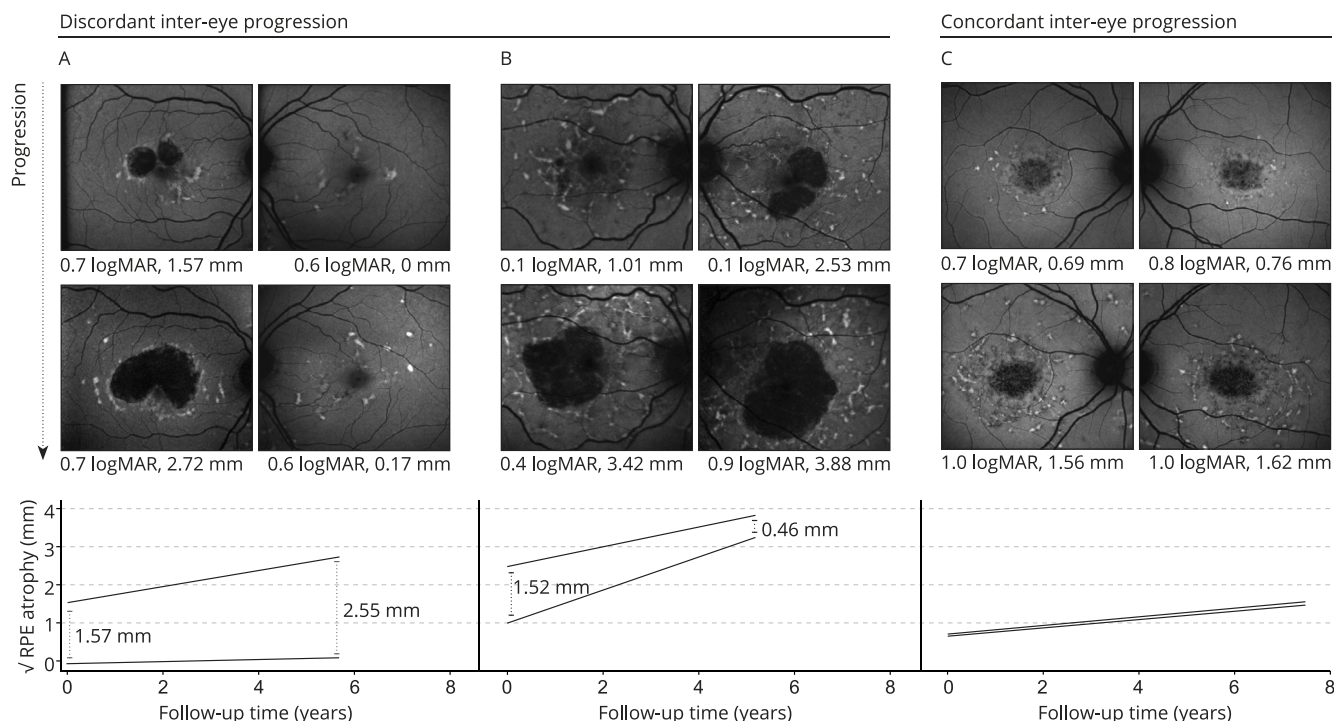 Discordant inter-eye progression
Concordant inter-eye progression
A
B
C
Progression
0.7 logMAR, 1.57 mm
0.6 logMAR, 0 mm
0.1 logMAR, 1.01 mm
0.1 logMAR, 2.53 mm
0.7 logMAR, 0.69 mm
0.8 logMAR, 0.76 mm
0.7 logMAR, 2.72 mm
0.6 logMAR, 0.17 mm
0.4 logMAR, 3.42 mm
0.9 logMAR, 3.88 mm
1.0 logMAR, 1.56 mm
1.0 logMAR, 1.62 mm
√ RPE atrophy (mm)
4
3
2
1
0
1.57 mm
2.55 mm
1.52 mm
0.46 mm
0 2 4 6 8
0 2 4 6 8
0 2 4 6 8
Follow-up time (years)
Follow-up time (years)
Follow-up time (years)